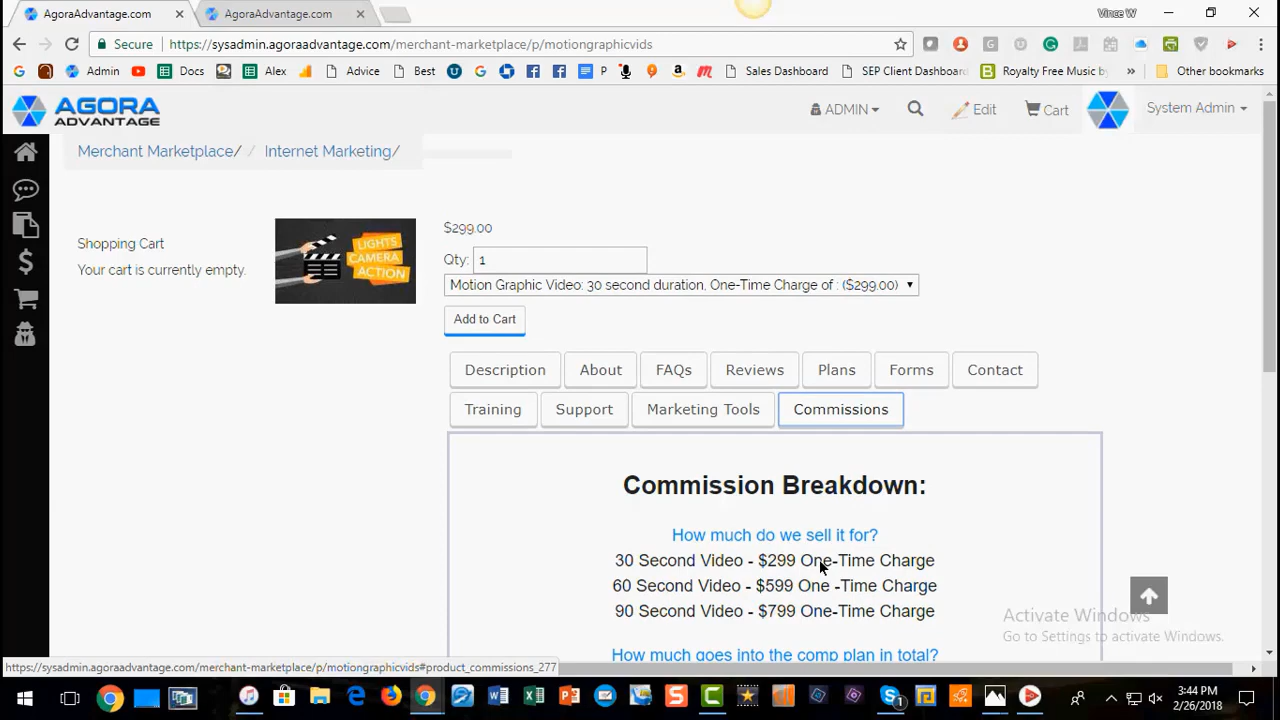 AgoraAdvantage.com
AgoraAdvantage.com
Vince W
Secure https://sysadmin.agoraadvantage.com/merchant-marketplace/p/motiongraphicvids
Admin Docs Alex Advice Best P Sales Dashboard SEP Client Dashboard Royalty Free Music by » Other bookmarks
AGORA
ADVANTAGE
ADMIN
Edit
Cart
System Admin
Merchant Marketplace/ / Internet Marketing/
Shopping Cart
Your cart is currently empty.
LIGHTS
CAMERA
ACTION
$299.00
Qty: 1
Motion Graphic Video: 30 second duration, One-Time Charge of : ($299.00)
Add to Cart
Description About FAQs Reviews Plans Forms Contact
Training Support Marketing Tools Commissions
Commission Breakdown:
How much do we sell it for?
30 Second Video - $299 One-Time Charge
60 Second Video - $599 One -Time Charge
90 Second Video - $799 One-Time Charge
How much goes into the comp plan in total?
Activate Windows
Go to Settings to activate Windows.
https://sysadmin.agoraadvantage.com/merchant-marketplace/p/motiongraphicvids#product_commissions_277
3:44 PM
2/26/2018